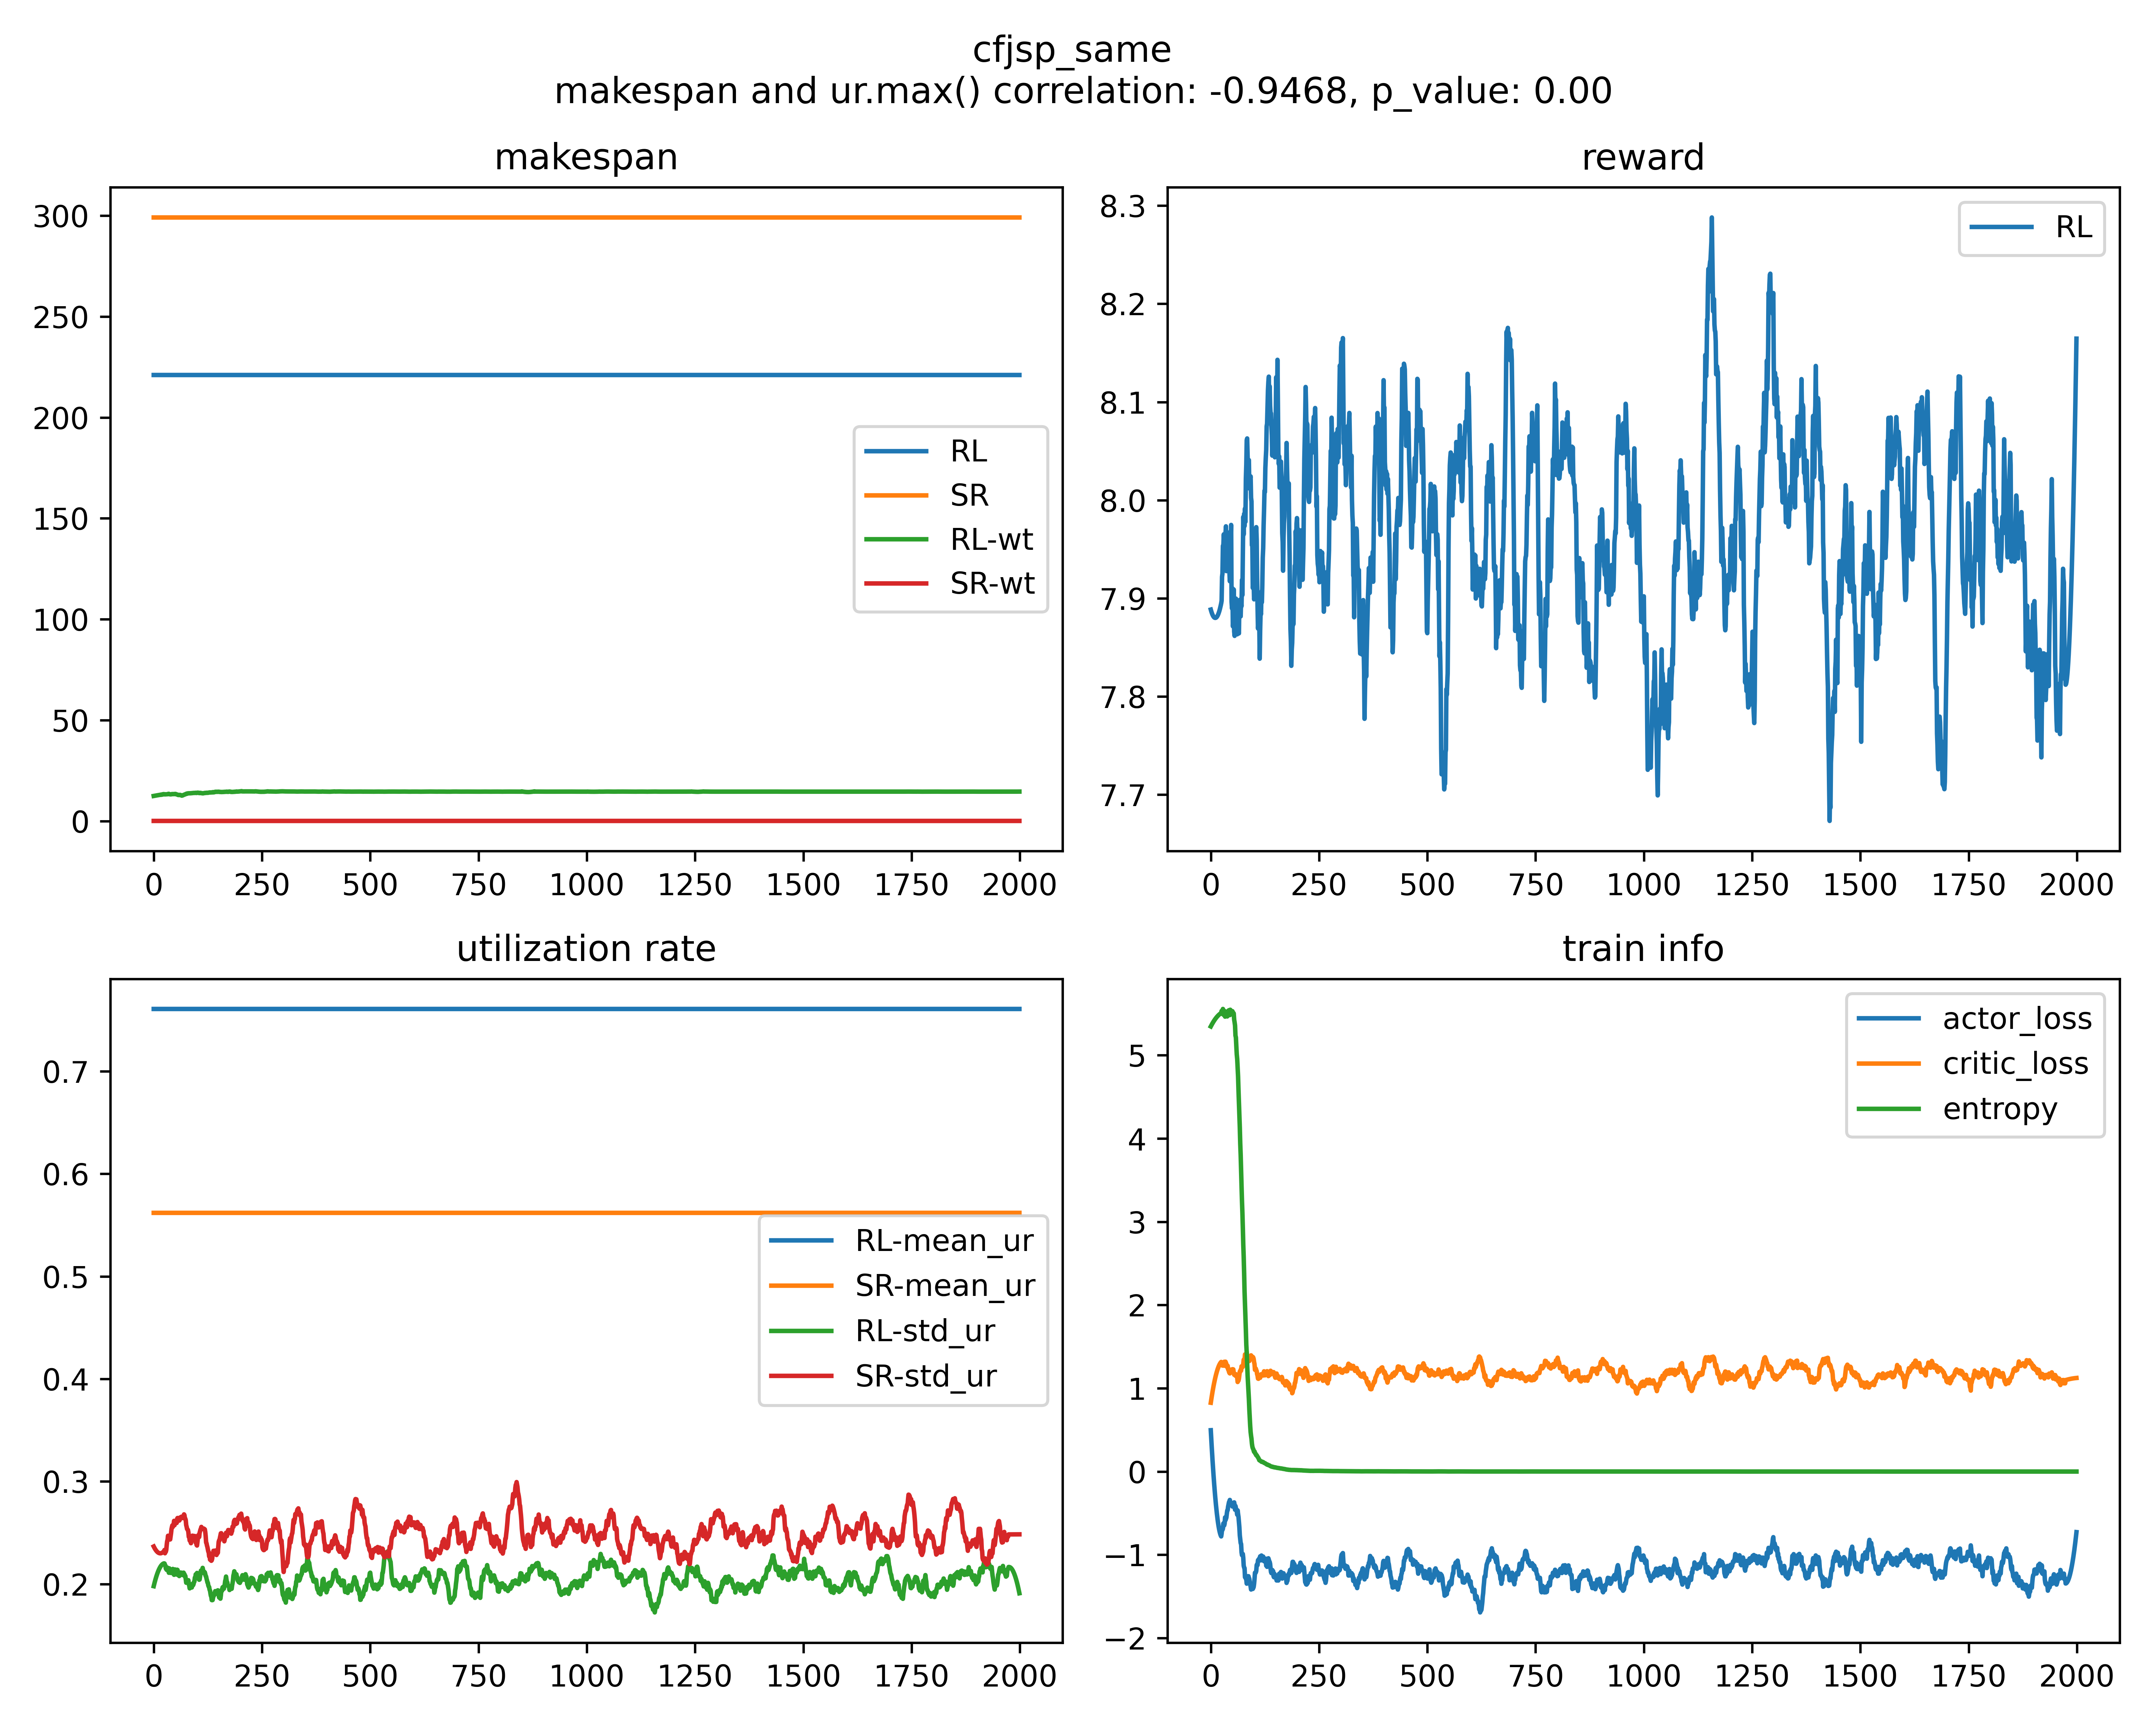 cfjsp_same
makespan and ur.max() correlation: -0.9468, p_value: 0.00
makespan
300
250
200
150
100
50
0
0 250 500 750 1000 1250 1500 1750 2000
RL
SR
RL-wt
SR-wt
reward
8.3
8.2
8.1
8.0
7.9
7.8
7.7
0 250 500 750 1000 1250 1500 1750 2000
RL
utilization rate
0.7
0.6
0.5
0.4
0.3
0.2
0 250 500 750 1000 1250 1500 1750 2000
RL-mean_ur
SR-mean_ur
RL-std_ur
SR-std_ur
train info
5
4
3
2
1
0
−1
−2
0 250 500 750 1000 1250 1500 1750 2000
actor_loss
critic_loss
entropy